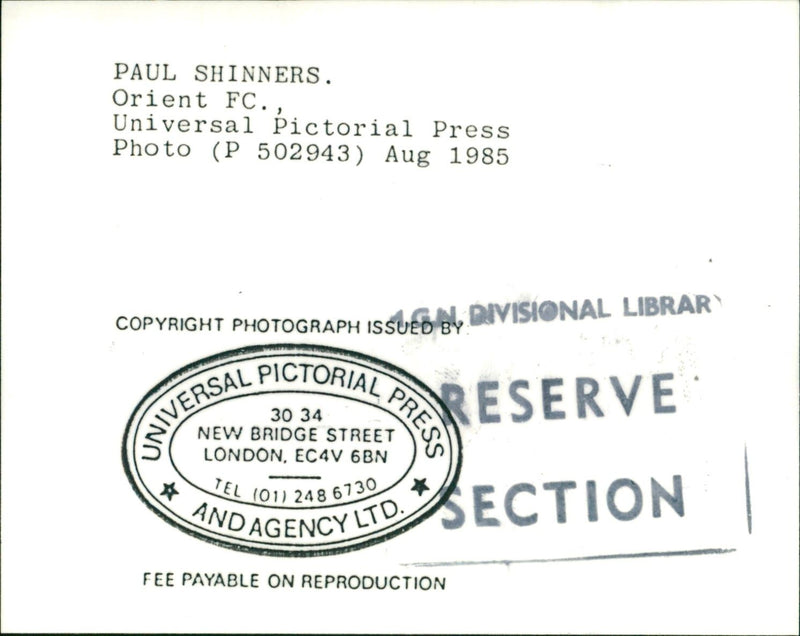 PAUL SHINNERS.
Orient FC.,
Universal Pictorial Press
Photo (P 502943) Aug 1985
COPYRIGHT PHOTOGRAPH ISSUED BY
UNIVERSAL PICTORIAL PRESS
30 34
NEW BRIDGE STREET
LONDON, EC4V 6BN
TEL (01) 248 6730
AND AGENCY LTD.
FEE PAYABLE ON REPRODUCTION
DIVISIONAL LIBRARY
RESERVE
SECTION